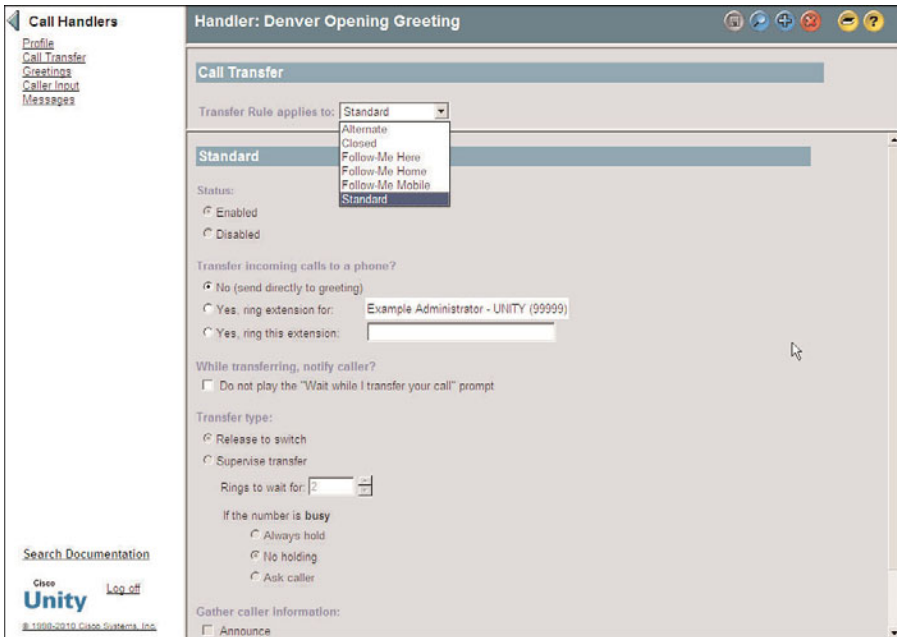 Call Handlers
Profile
Call Transfer
Greetings
Caller Input
Messages
Handler: Denver Opening Greeting
Call Transfer
Transfer Rule applies to: Standard
Alternate
Closed
Follow-Me Here
Follow-Me Home
Follow-Me Mobile
Standard
Standard
Status:
Enabled
Disabled
Transfer incoming calls to a phone?
No (send directly to greeting)
Yes, ring extension for: Example Administrator - UNITY (99999)
Yes, ring this extension:
While transferring, notify caller?
Do not play the "Wait while I transfer your call" prompt
Transfer type:
Release to switch
Supervise transfer
Rings to wait for: 2
If the number is busy
Always hold
No holding
Ask caller
Gather caller information:
Announce
Search Documentation
Cisco
Unity
Log off
© 1998-2010 Cisco Systems, Inc.